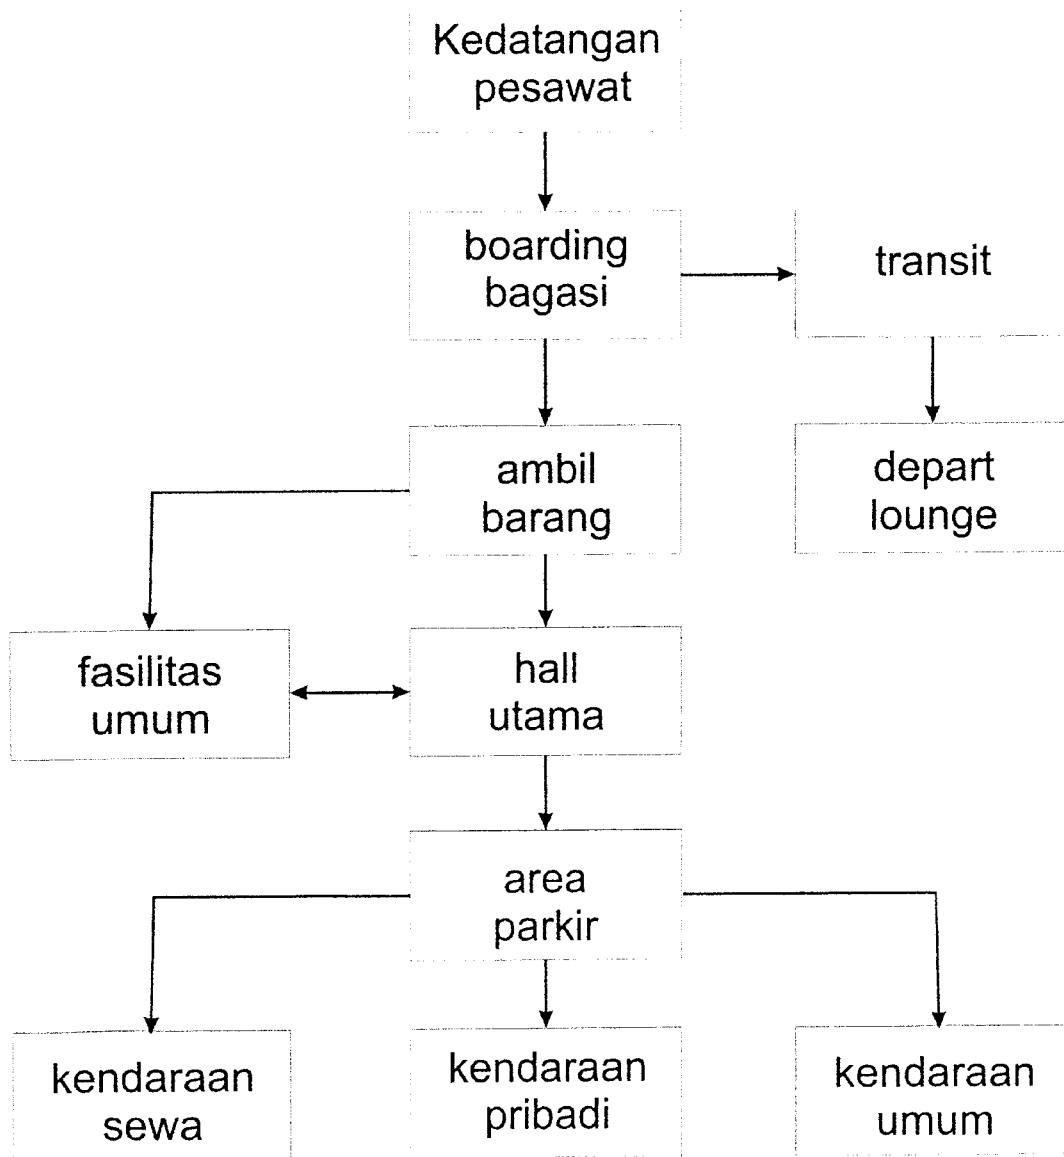 Kedatangan
pesawat
boarding
bagasi
transit
ambil
barang
depart
lounge
fasilitas
umum
hall
utama
area
parkir
kendaraan
sewa
kendaraan
pribadi
kendaraan
umum